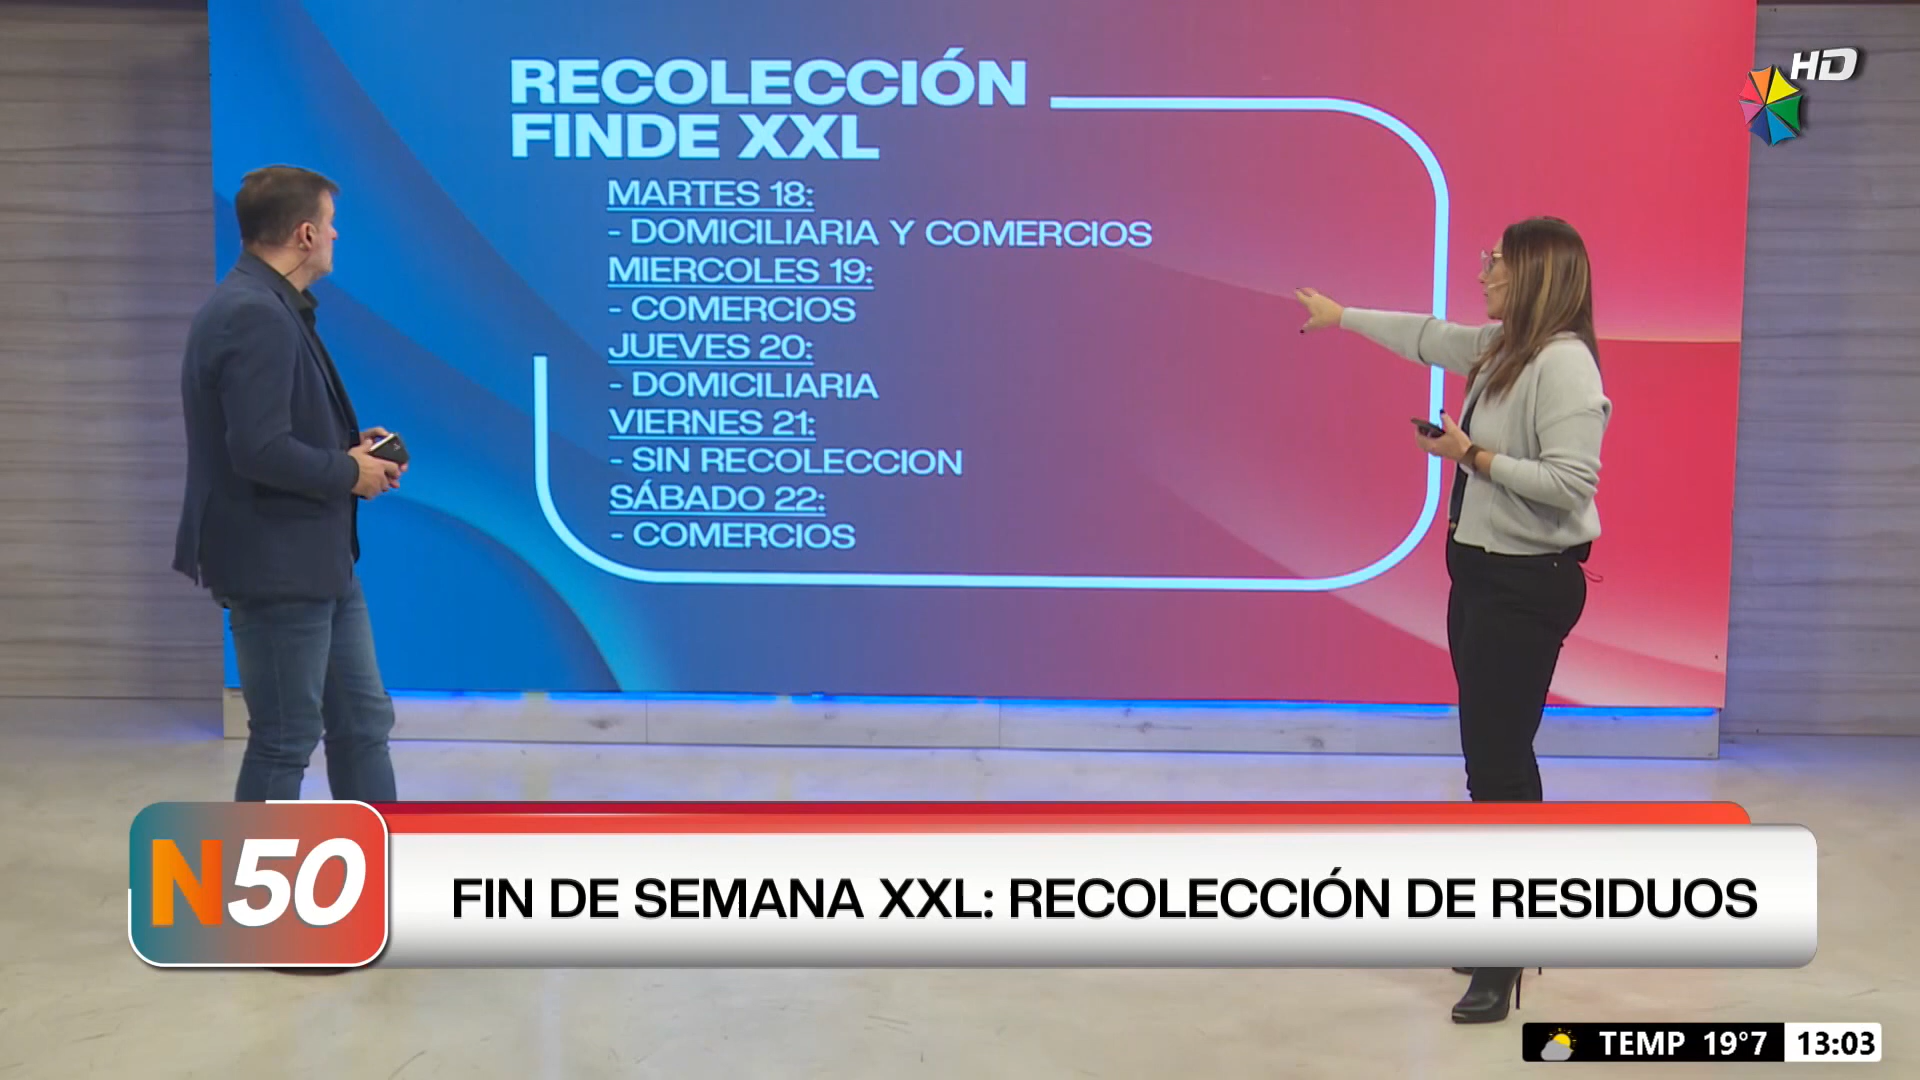 RECOLECCIÓN
FINDE XXL
MARTES 18:
- DOMICILIARIA Y COMERCIOS
MIERCOLES 19:
- COMERCIOS
JUEVES 20:
- DOMICILIARIA
VIERNES 21:
- SIN RECOLECCION
SÁBADO 22:
- COMERCIOS
HD
N50
FIN DE SEMANA XXL: RECOLECCIÓN DE RESIDUOS
TEMP 19°7 13:03